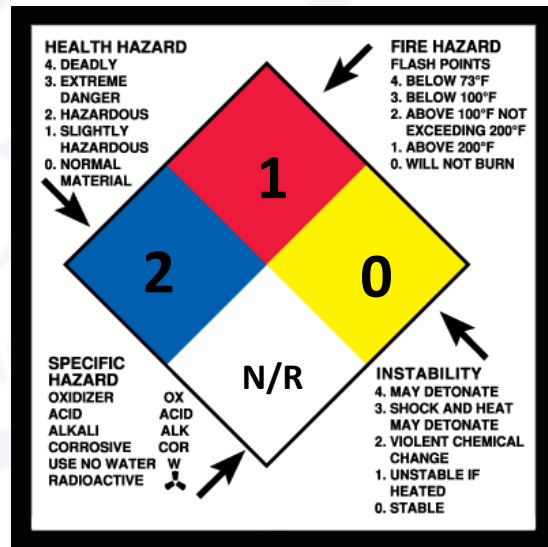 HEALTH HAZARD
4. DEADLY
3. EXTREME
DANGER
2. HAZARDOUS
1. SLIGHTLY
HAZARDOUS
0. NORMAL
MATERIAL
FIRE HAZARD
FLASH POINTS
4. BELOW 73°F
3. BELOW 100°F
2. ABOVE 100°F NOT
EXCEEDING 200°F
1. ABOVE 200°F
0. WILL NOT BURN
1
2
0
N/R
SPECIFIC
HAZARD
OXIDIZER OX
ACID ACID
ALKALI ALK
CORROSIVE COR
USE NO WATER W
RADIOACTIVE
INSTABILITY
4. MAY DETONATE
3. SHOCK AND HEAT
MAY DETONATE
2. VIOLENT CHEMICAL
CHANGE
1. UNSTABLE IF
HEATED
0. STABLE